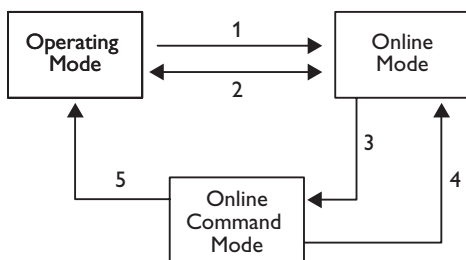 Operating
Mode
1
2
Online
Mode
3
4
5
Online
Command
Mode